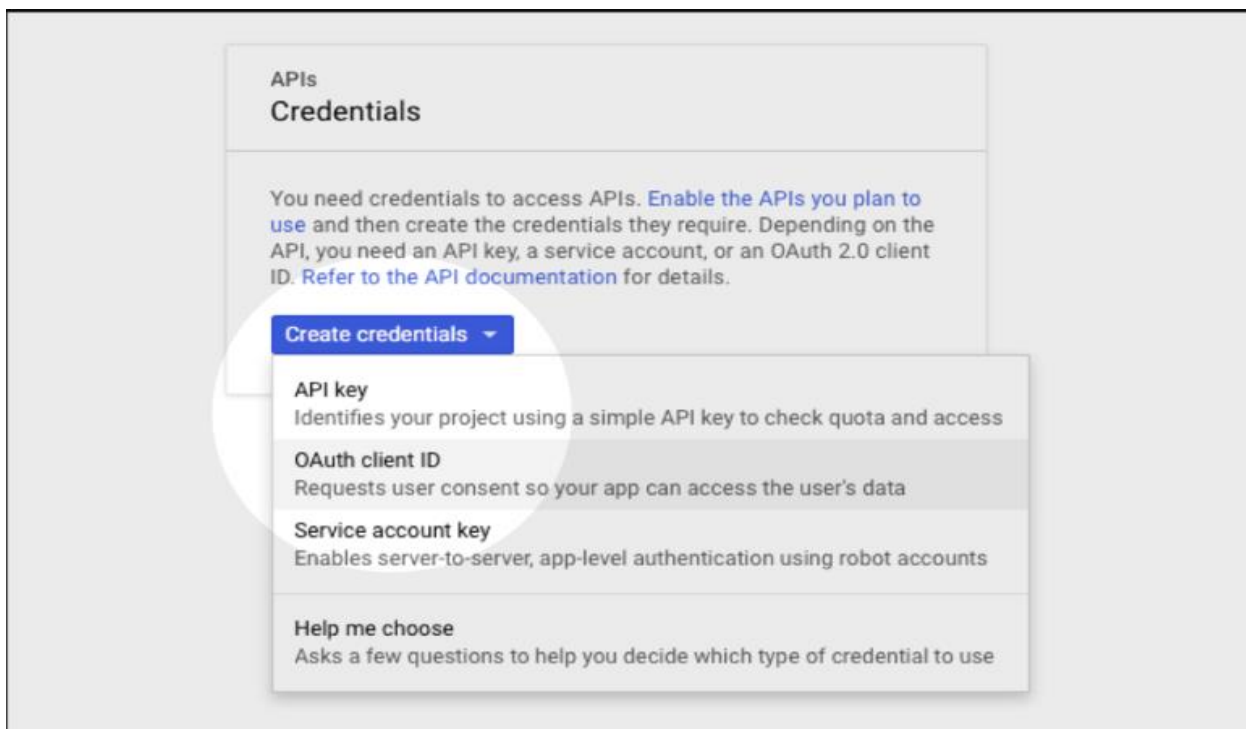 APIs
Credentials
You need credentials to access APIs. Enable the APIs you plan to
use and then create the credentials they require. Depending on the
API, you need an API key, a service account, or an OAuth 2.0 client
ID. Refer to the API documentation for details.
Create credentials
API key
Identifies your project using a simple API key to check quota and access
OAuth client ID
Requests user consent so your app can access the user's data
Service account key
Enables server-to-server, app-level authentication using robot accounts
Help me choose
Asks a few questions to help you decide which type of credential to use